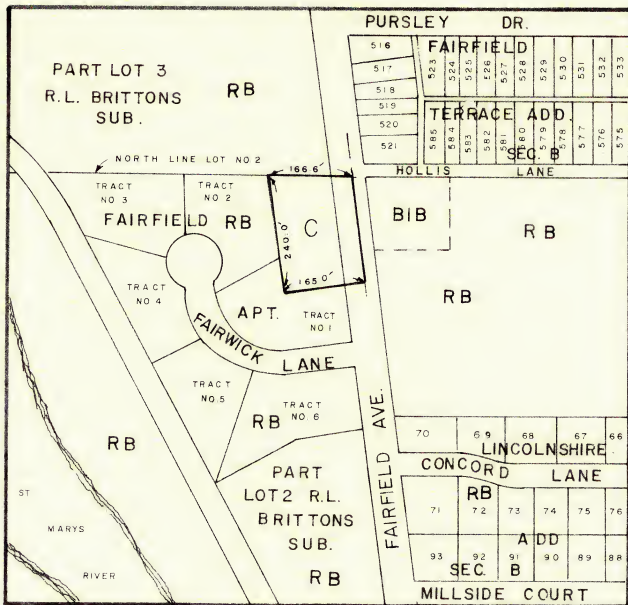 PURSLEY DR.
516
517
518
519
520
521
FAIRFIELD
523 524 525 526 527 528 529 530 531 532 533
TERRACE ADD.
585 584 583 582 581 580 579 578 577 576 575
SEC. B
HOLLIS LANE
PART LOT 3
R.L. BRITTONS
SUB.
RB
NORTH LINE LOT NO. 2
166.6'
TRACT
NO. 3
TRACT
NO. 2
FAIRFIELD RB
C
240.0'
165.0'
B1B
RB
RB
TRACT
NO. 4
APT.
TRACT
NO. 1
FAIRWICK LANE
TRACT
NO. 5
RB
TRACT
NO. 6
RB
FAIRFIELD AVE.
70 69 68 67 66
LINCOLNSHIRE
CONCORD LANE
RB
71 72 73 74 75 76
ADD
93 92 91 90 89 88
SEC. B
MILLSIDE COURT
PART
LOT 2 R.L.
BRITTONS
SUB.
RB
ST
MARYS
RIVER